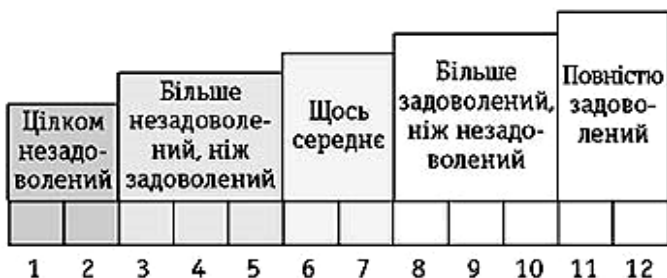 Цілком
незадо-
волений
Більше
незадоволе-
ний, ніж
задоволений
Щось
середнє
Більше
задоволений,
ніж незадо-
волений
Повністю
задово-
лений
1 2 3 4 5 6 7 8 9 10 11 12